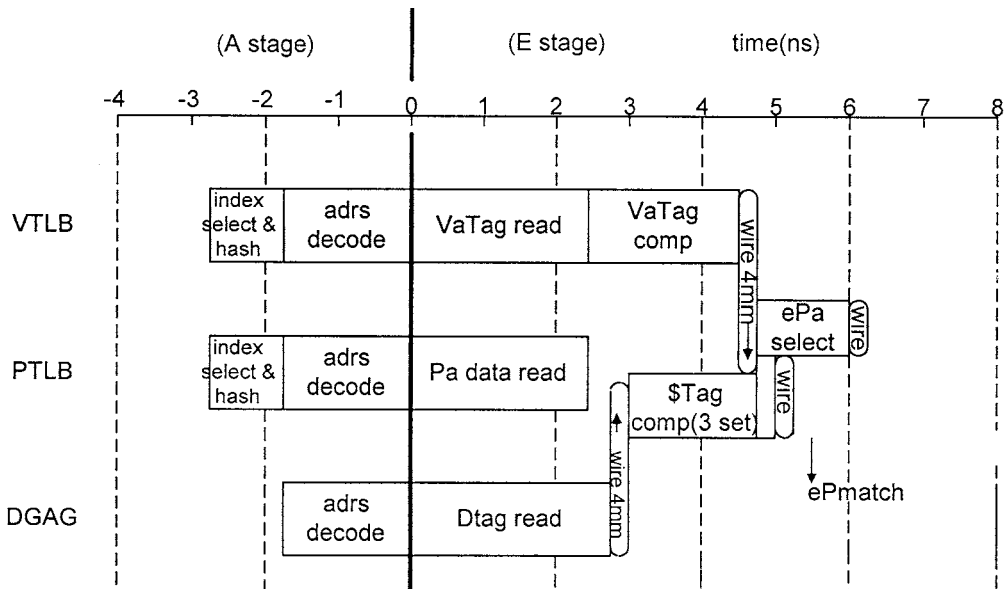 (A stage) (E stage) time(ns)
-4 -3 -2 -1 0 1 2 3 4 5 6 7 8
VTLB
index
select &
hash
adrs
decode
VaTag read
VaTag
comp
wire 4mm
ePa
select
wire
PTLB
index
select &
hash
adrs
decode
Pa data read
$Tag
comp(3 set)
wire
wire 4mm
ePmatch
DGAG
adrs
decode
Dtag read